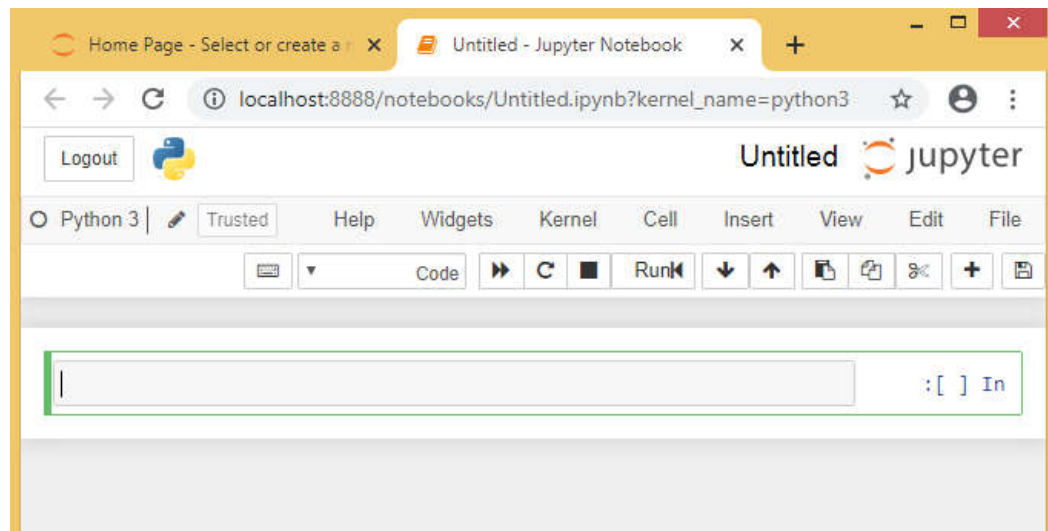 Home Page - Select or create a n
Untitled - Jupyter Notebook
localhost:8888/notebooks/Untitled.ipynb?kernel_name=python3
Logout
Untitled
jupyter
Python 3
Trusted
Help
Widgets
Kernel
Cell
Insert
View
Edit
File
Code
Run
:[ ] In